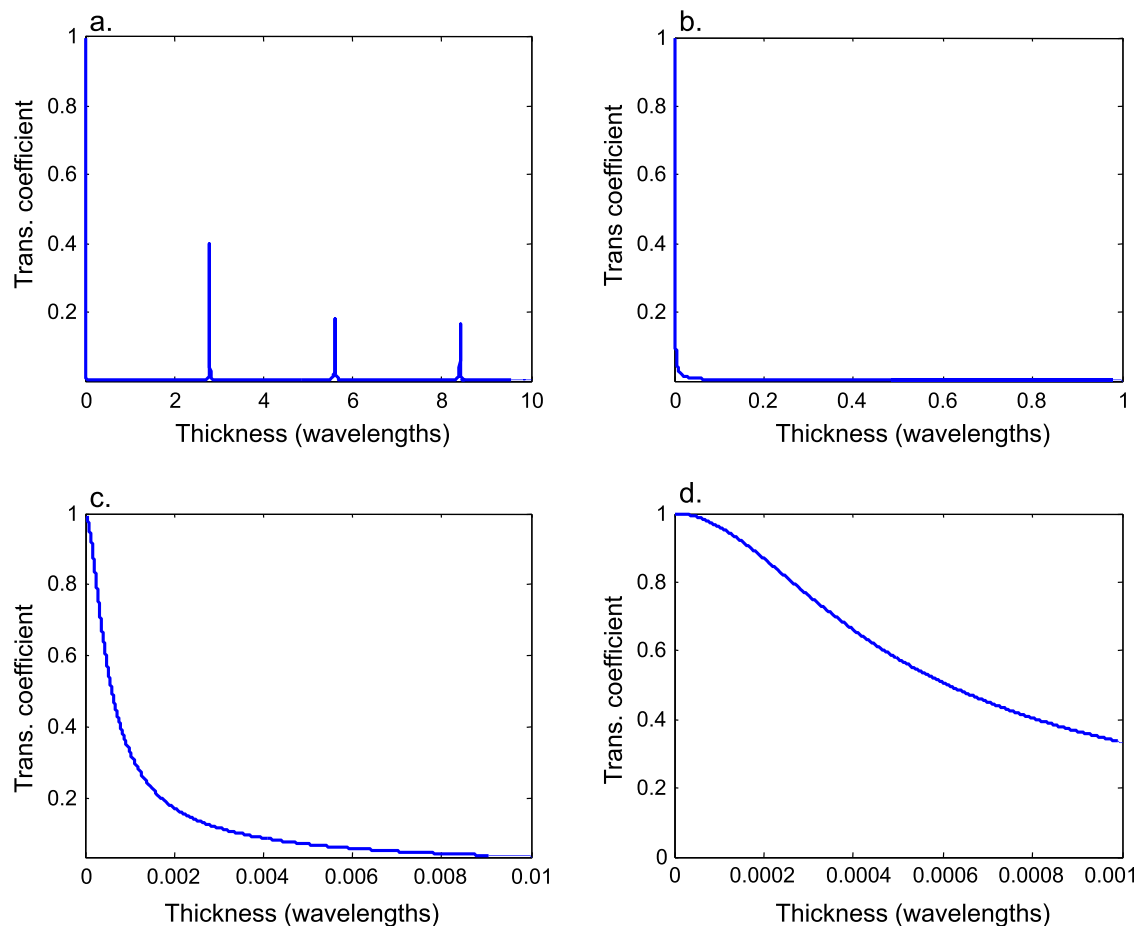 a.
1
0.8
0.6
0.4
0.2
0 2 4 6 8 10
Trans. coefficient
Thickness (wavelengths)
b.
1
0.8
0.6
0.4
0.2
0 0.2 0.4 0.6 0.8 1
Trans coefficient
Thickness (wavelengths)
c.
1
0.8
0.6
0.4
0.2
0 0.002 0.004 0.006 0.008 0.01
Trans. coefficient
Thickness (wavelengths)
d.
1
0.8
0.6
0.4
0.2
0
0 0.0002 0.0004 0.0006 0.0008 0.001
Trans. coefficient
Thickness (wavelengths)